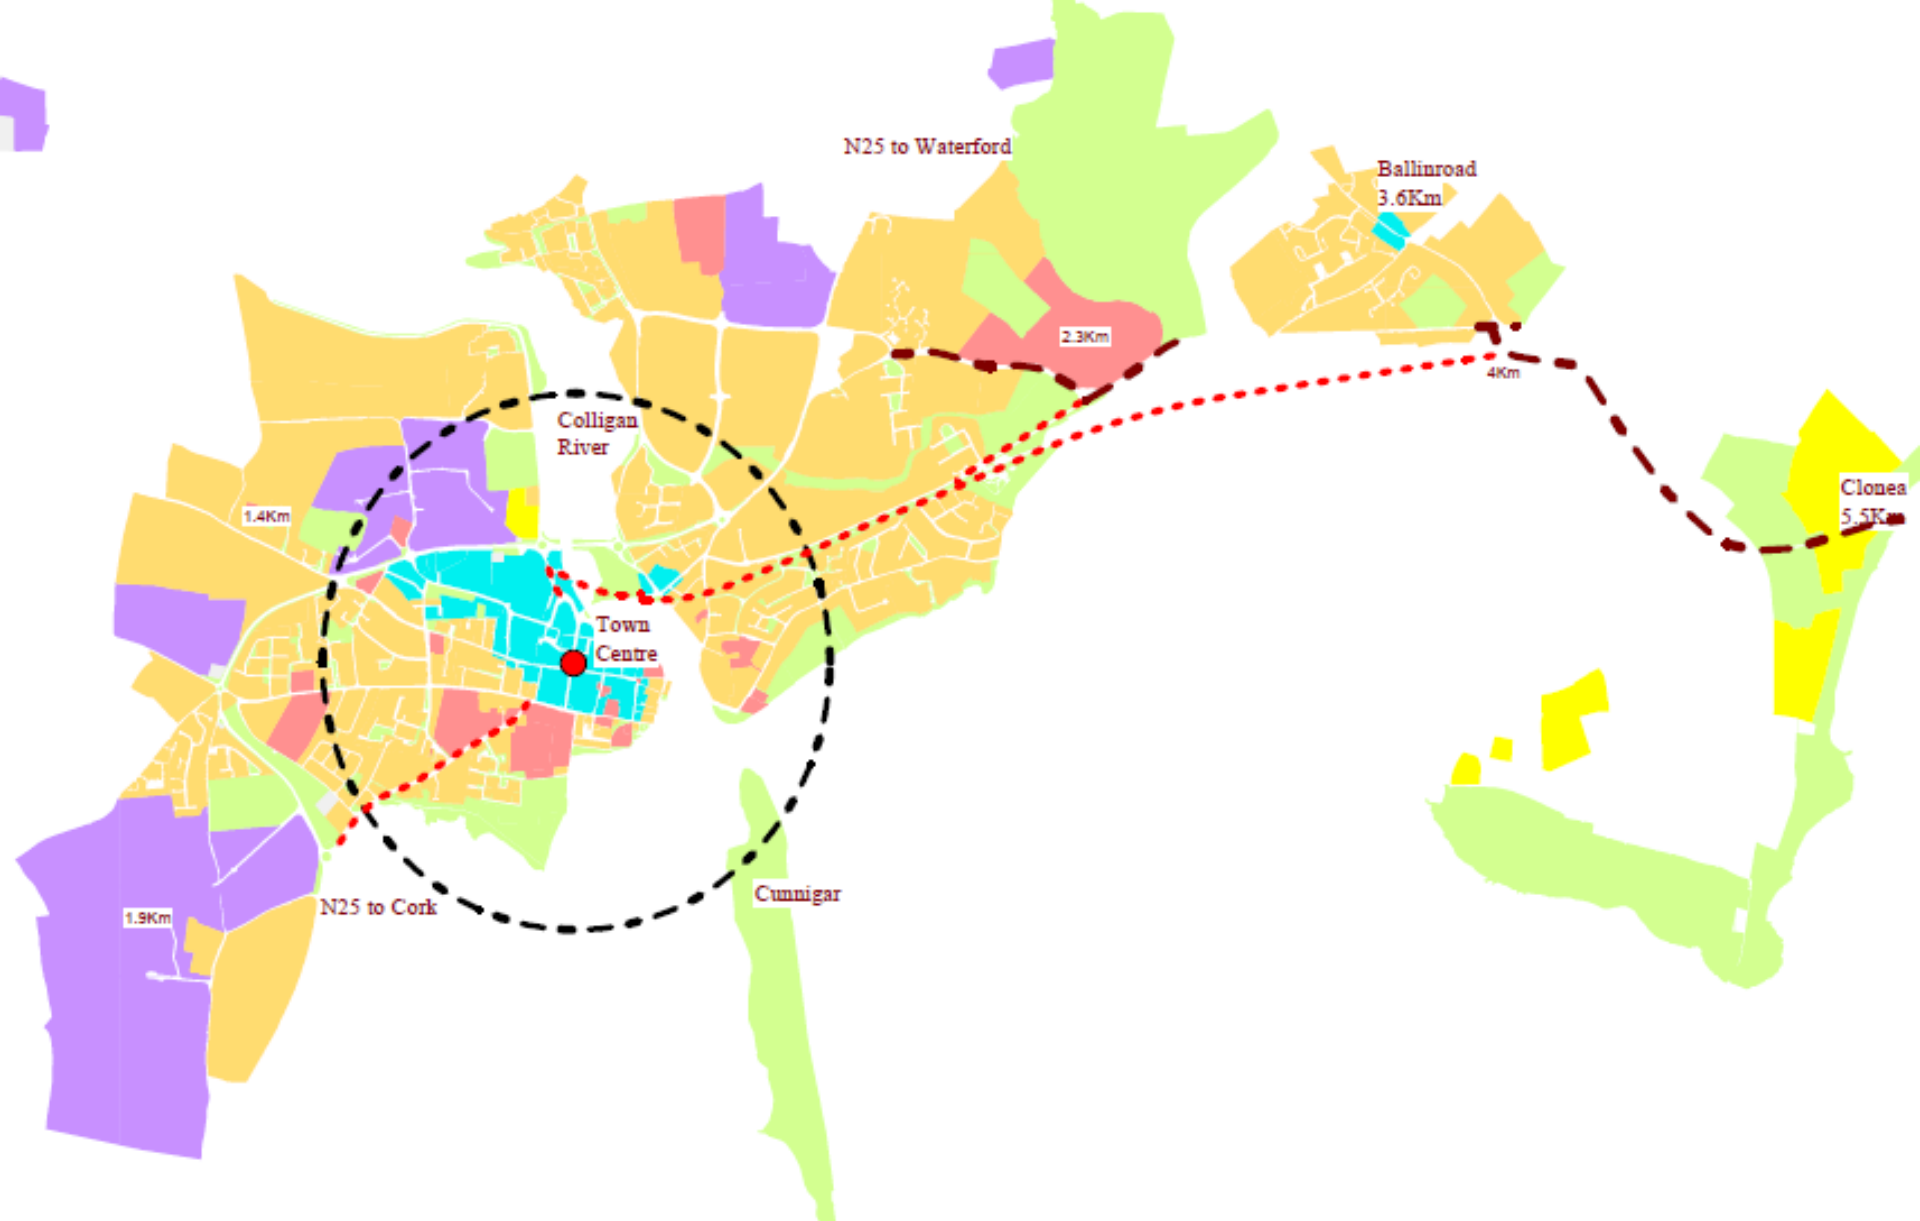 N25 to Waterford
Ballinroad
3.6Km
2.3Km
4Km
Colligan
River
Clonea
5.5Km
1.4Km
Town
Centre
Cunnigar
N25 to Cork
1.9Km